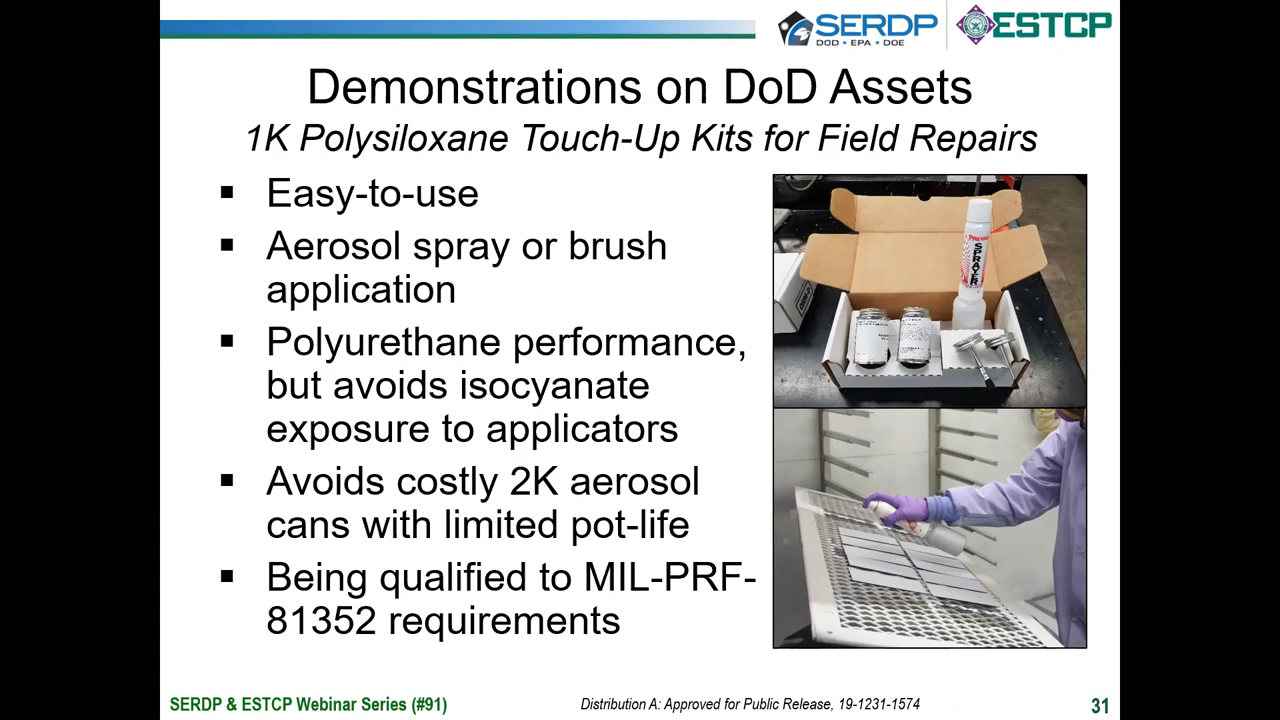 SERDP
DOD • EPA • DOE
ESTCP
Demonstrations on DoD Assets
1K Polysiloxane Touch-Up Kits for Field Repairs
▪ Easy-to-use
▪ Aerosol spray or brush
application
▪ Polyurethane performance,
but avoids isocyanate
exposure to applicators
▪ Avoids costly 2K aerosol
cans with limited pot-life
▪ Being qualified to MIL-PRF-
81352 requirements
SPRAYER
SERDP & ESTCP Webinar Series (#91)
Distribution A: Approved for Public Release, 19-1231-1574
31